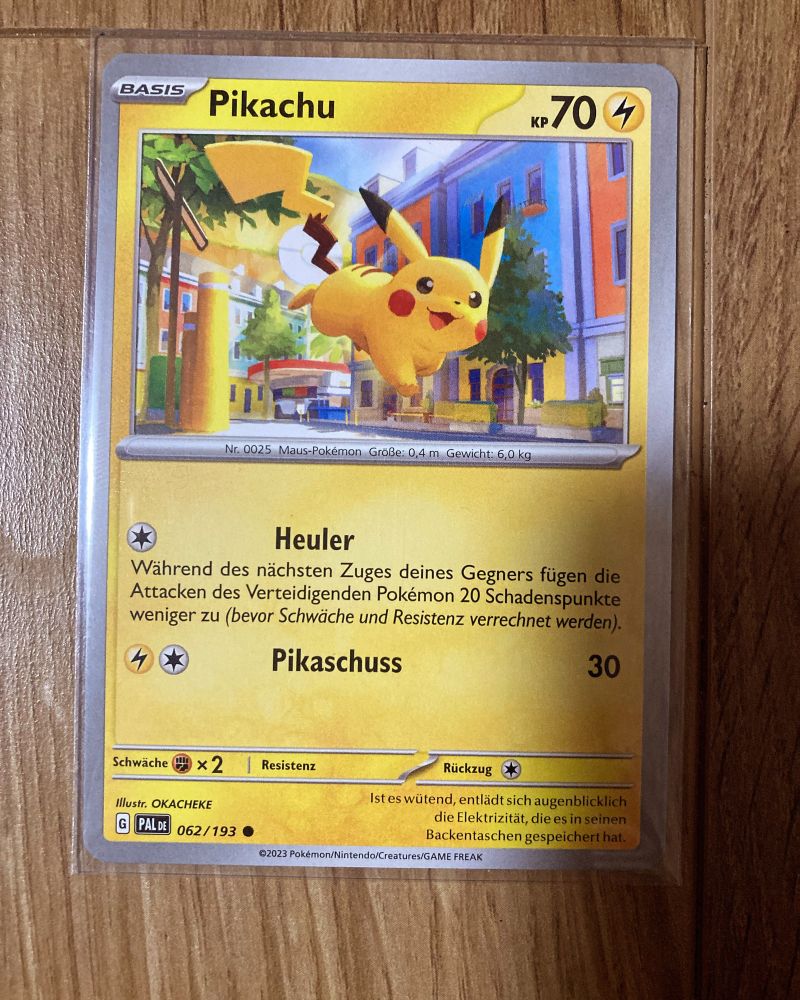 BASIS Pikachu KP 70
Nr. 0025 Maus-Pokémon Größe: 0,4 m Gewicht: 6,0 kg
Heuler
Während des nächsten Zuges deines Gegners fügen die
Attacken des Verteidigenden Pokémon 20 Schadenspunkte
weniger zu (bevor Schwäche und Resistenz verrechnet werden).
Pikaschuss 30
Schwäche ×2 Resistenz Rückzug
Illustr. OKACHEKE
G PAL DE 062/193
Ist es wütend, entlädt sich augenblicklich
die Elektrizität, die es in seinen
Backentaschen gespeichert hat.
©2023 Pokémon/Nintendo/Creatures/GAME FREAK